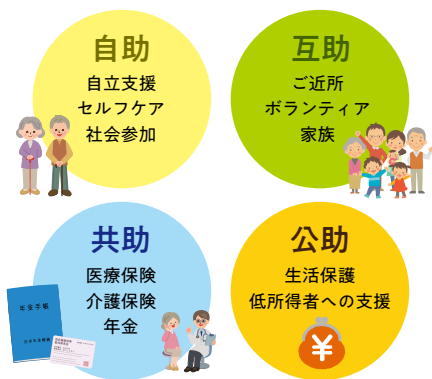 自助
自立支援
セルフケア
社会参加
互助
ご近所
ボランティア
家族
共助
医療保険
介護保険
年金
年金手帳
公助
生活保護
低所得者への支援
¥